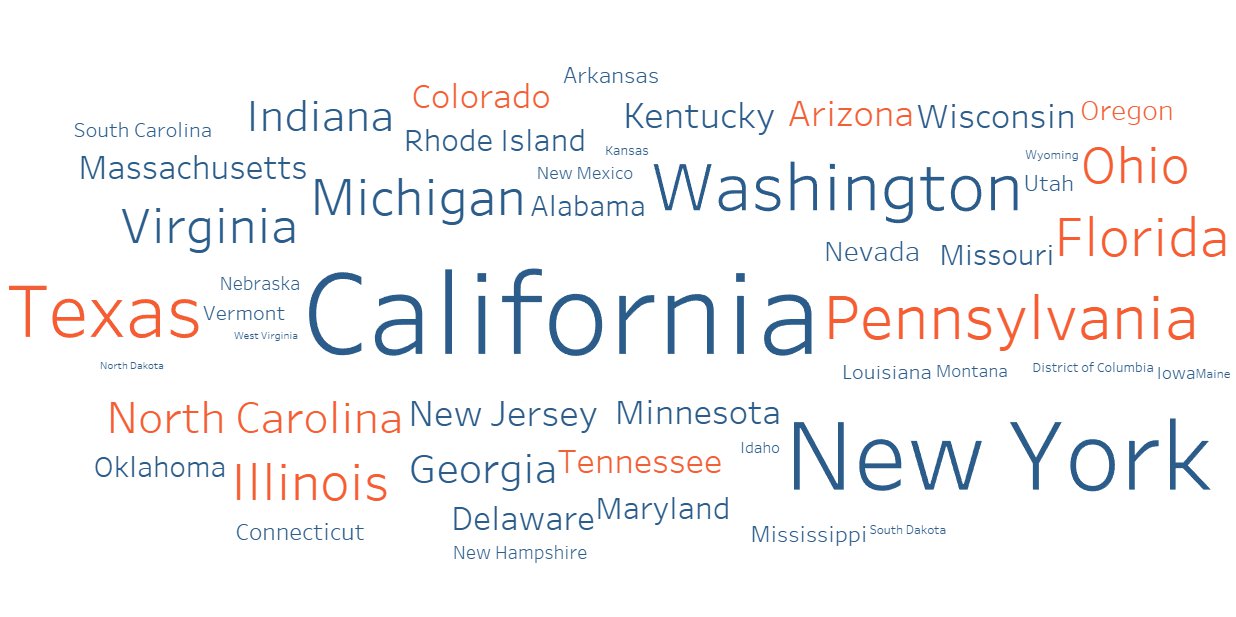 Arkansas
Colorado
Indiana
Kentucky
Arizona
Wisconsin
Oregon
South Carolina
Rhode Island
Kansas
Wyoming
Massachusetts
New Mexico
Washington
Utah
Ohio
Michigan
Alabama
Virginia
Nevada
Missouri
Florida
Nebraska
Texas
Vermont
California
Pennsylvania
West Virginia
North Dakota
Louisiana
Montana
District of Columbia
Iowa
Maine
North Carolina
New Jersey
Minnesota
Idaho
New York
Oklahoma
Illinois
Georgia
Tennessee
Delaware
Maryland
Connecticut
New Hampshire
Mississippi
South Dakota